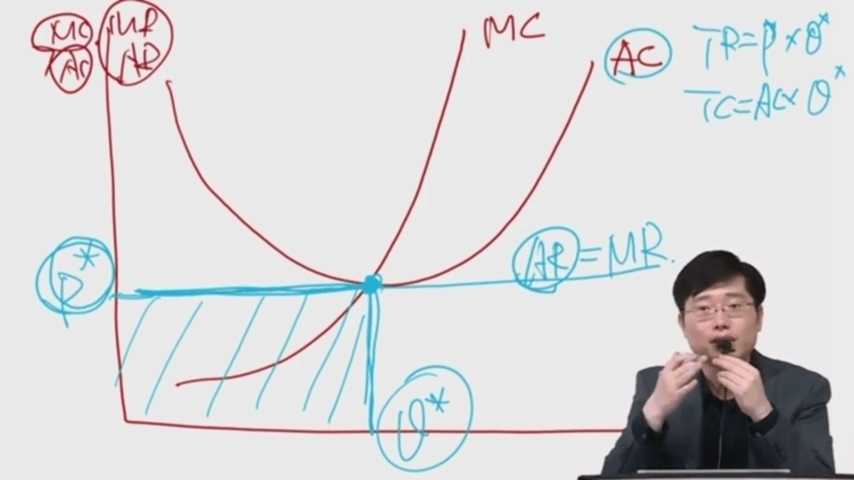 MC MR
AC AR
MC
AC
TR=P*×Q*
TC=AC×Q*
P*
AR=MR.
Q*